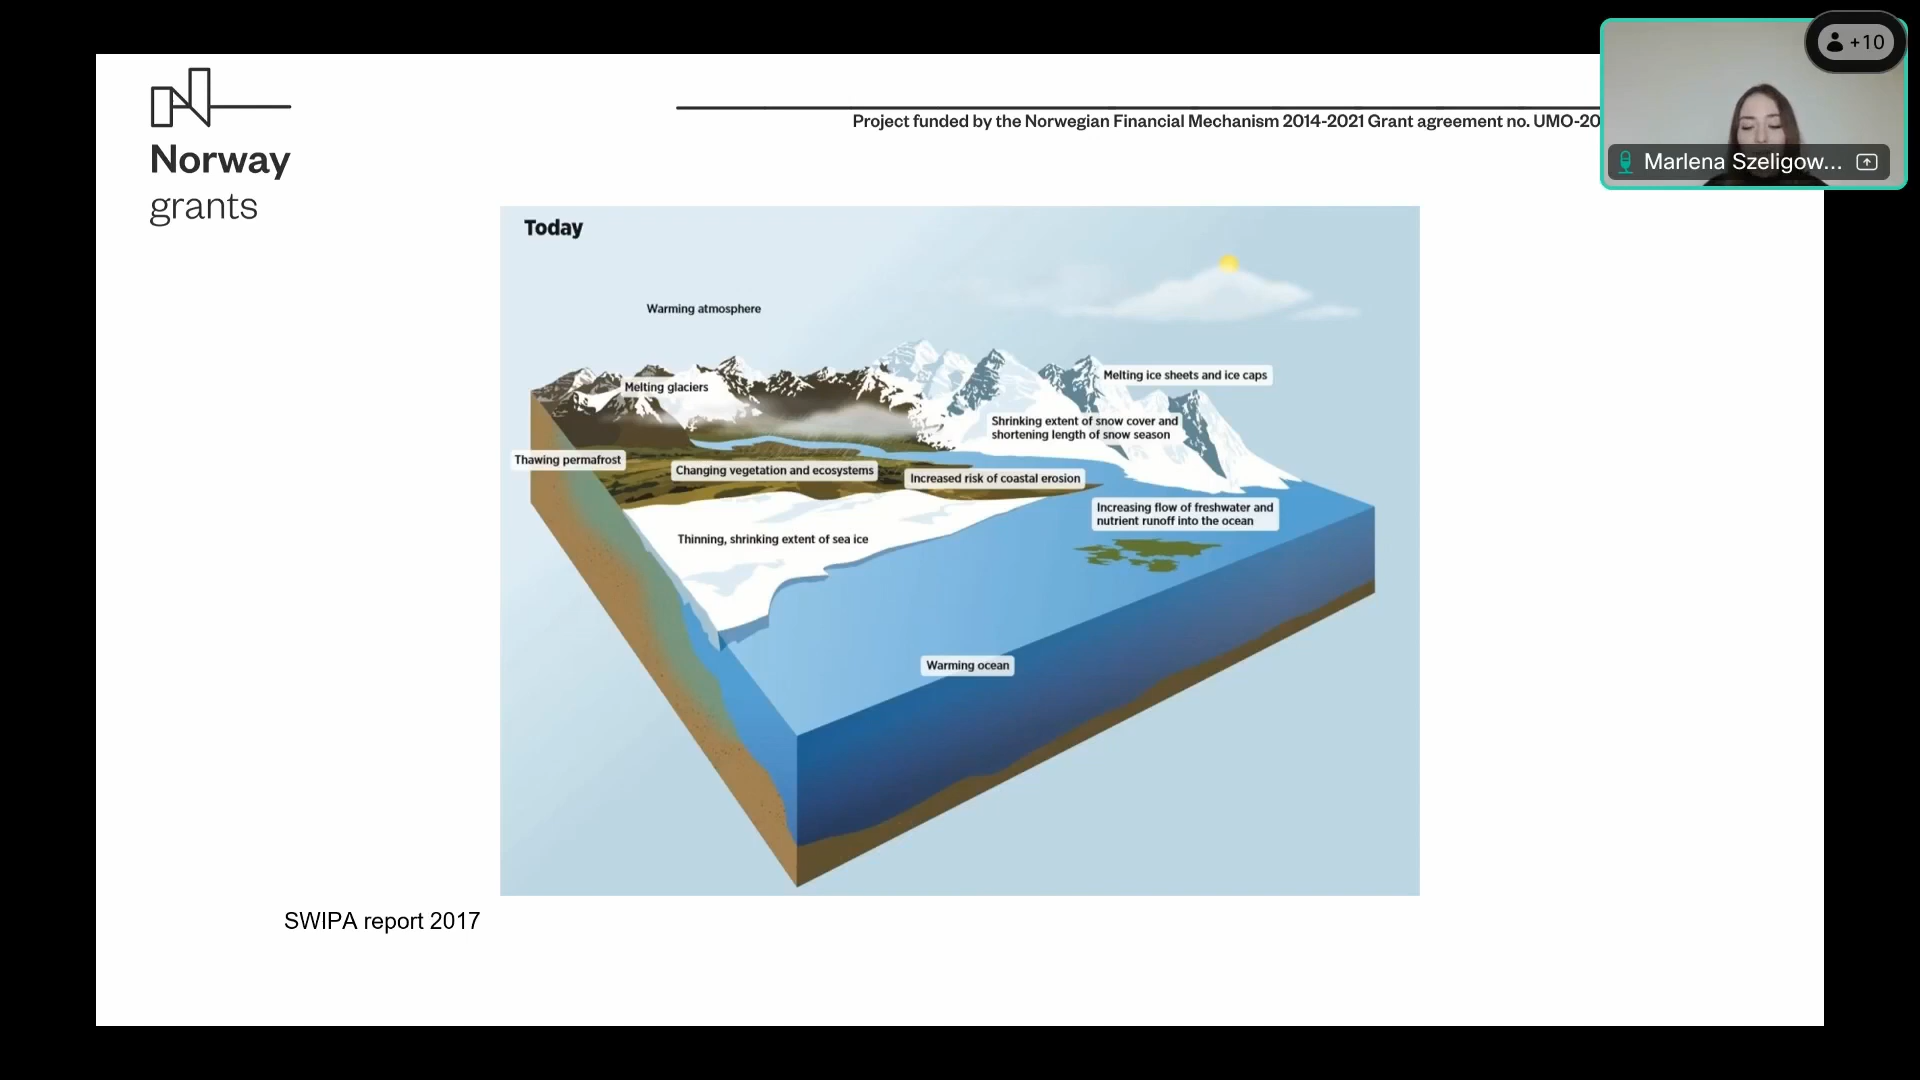 +10
Norway
grants
Project funded by the Norwegian Financial Mechanism 2014-2021 Grant agreement no. UMO-20
Marlena Szeligow...
Today
Warming atmosphere
Melting glaciers
Melting ice sheets and ice caps
Shrinking extent of snow cover and
shortening length of snow season
Thawing permafrost
Changing vegetation and ecosystems
Increased risk of coastal erosion
Increasing flow of freshwater and
nutrient runoff into the ocean
Thinning, shrinking extent of sea ice
Warming ocean
SWIPA report 2017